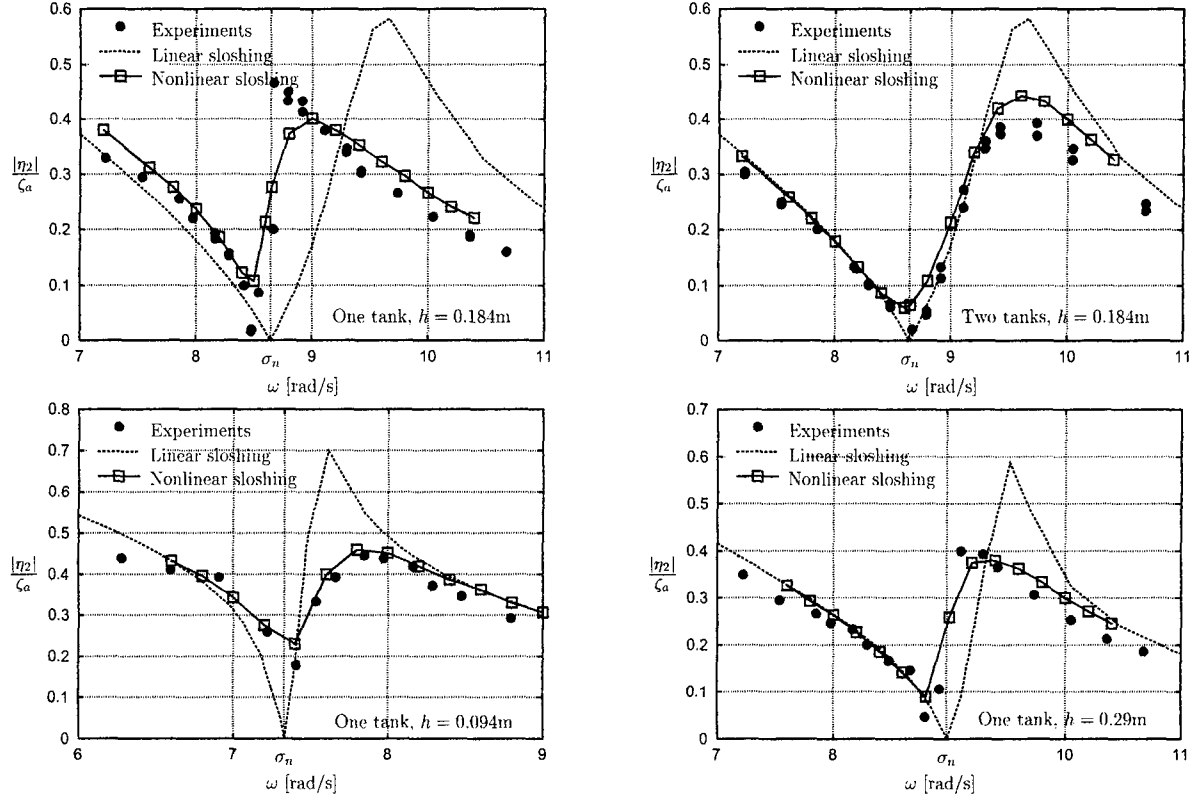 0.6
0.5
0.4
0.3
0.2
0.1
0
|η₂|
ζₐ
Experiments
Linear sloshing
Nonlinear sloshing
One tank, h = 0.184m
7 8 9 10 11
σₙ
ω [rad/s]
0.6
0.5
0.4
0.3
0.2
0.1
0
|η₂|
ζₐ
Experiments
Linear sloshing
Nonlinear sloshing
Two tanks, h = 0.184m
7 8 9 10 11
σₙ
ω [rad/s]
0.8
0.7
0.6
0.5
0.4
0.3
0.2
0.1
0
|η₂|
ζₐ
Experiments
Linear sloshing
Nonlinear sloshing
One tank, h = 0.094m
6 7 8 9
σₙ
ω [rad/s]
0.8
0.7
0.6
0.5
0.4
0.3
0.2
0.1
0
|η₂|
ζₐ
Experiments
Linear sloshing
Nonlinear sloshing
One tank, h = 0.29m
7 8 9 10 11
σₙ
ω [rad/s]